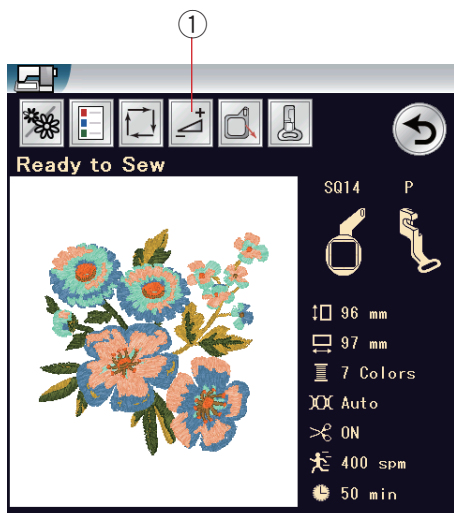 1
Ready to Sew
SQ14 P
96 mm
97 mm
7 Colors
Auto
ON
400 spm
50 min